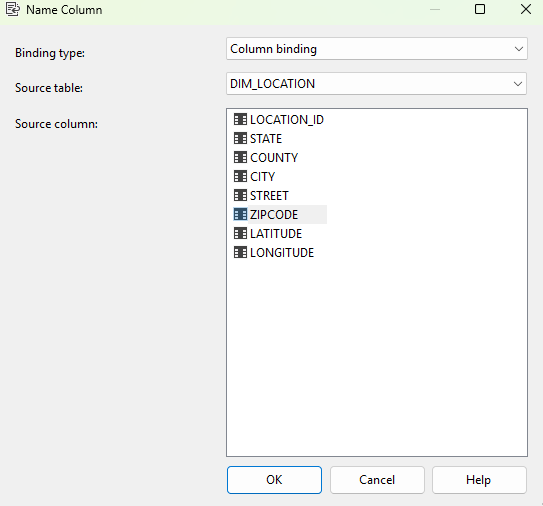 Name Column
Binding type:
Column binding
Source table:
DIM_LOCATION
Source column:
LOCATION_ID
STATE
COUNTY
CITY
STREET
ZIPCODE
LATITUDE
LONGITUDE
OK
Cancel
Help